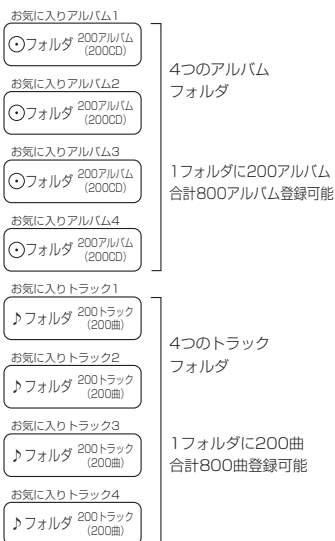 お気に入りアルバム1
フォルダ 200アルバム
(200CD)
お気に入りアルバム2
フォルダ 200アルバム
(200CD)
お気に入りアルバム3
フォルダ 200アルバム
(200CD)
お気に入りアルバム4
フォルダ 200アルバム
(200CD)
4つのアルバム
フォルダ
1フォルダに200アルバム
合計800アルバム登録可能
お気に入りトラック1
♪フォルダ 200トラック
(200曲)
お気に入りトラック2
♪フォルダ 200トラック
(200曲)
お気に入りトラック3
♪フォルダ 200トラック
(200曲)
お気に入りトラック4
♪フォルダ 200トラック
(200曲)
4つのトラック
フォルダ
1フォルダに200曲
合計800曲登録可能